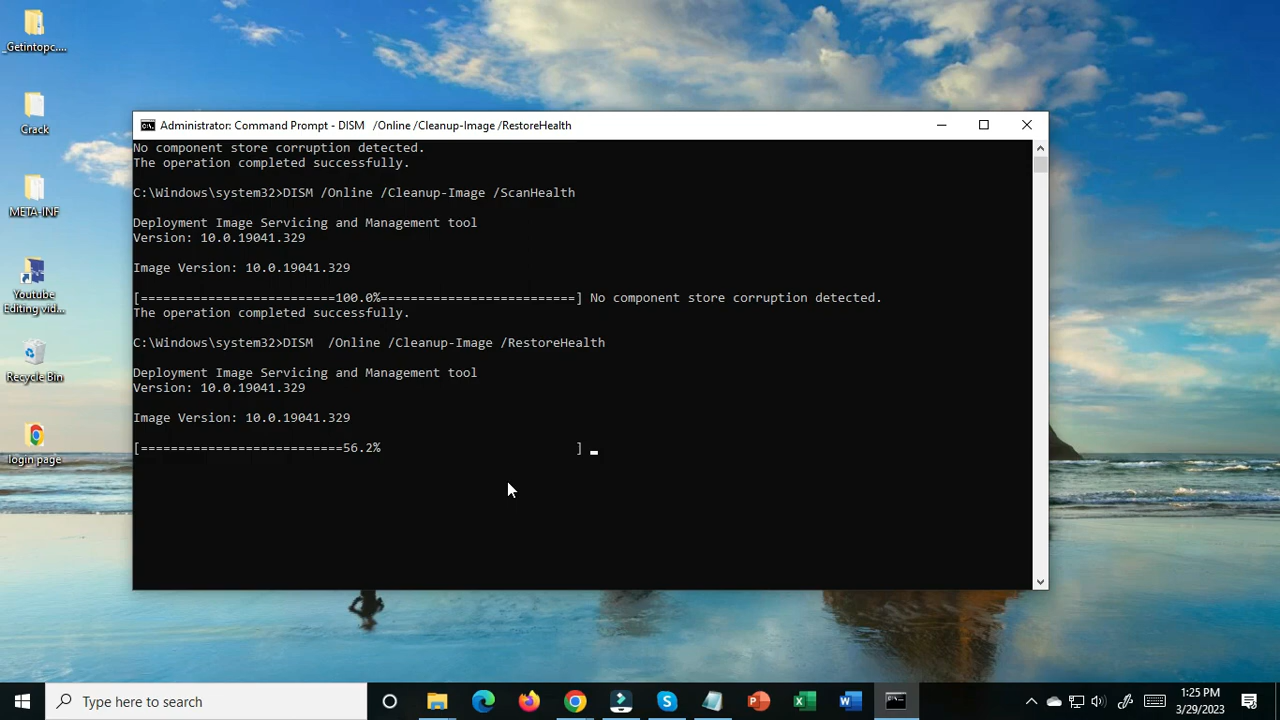 _Getintopc....
Crack
META-INF
Youtube
Editing vid...
Recycle Bin
login page
Administrator: Command Prompt - DISM  /Online /Cleanup-Image /RestoreHealth
No component store corruption detected.
The operation completed successfully.
C:\Windows\system32>DISM /Online /Cleanup-Image /ScanHealth
Deployment Image Servicing and Management tool
Version: 10.0.19041.329
Image Version: 10.0.19041.329
[==========================100.0%==========================] No component store corruption detected.
The operation completed successfully.
C:\Windows\system32>DISM  /Online /Cleanup-Image /RestoreHealth
Deployment Image Servicing and Management tool
Version: 10.0.19041.329
Image Version: 10.0.19041.329
[===========================56.2%                          ]
Type here to search
1:25 PM
3/29/2023